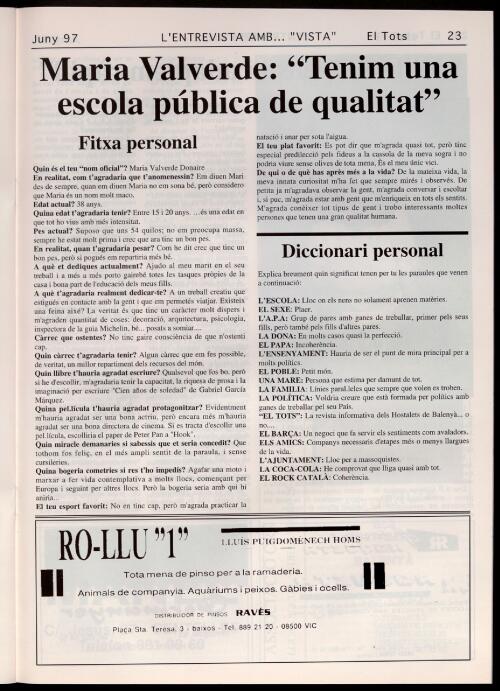 Juny 97
L'ENTREVISTA AMB... "VISTA"
El Tots
23
Maria Valverde: “Tenim una
escola pública de qualitat”
Fitxa personal
Quin és el teu “nom oficial”? Maria Valverde Donaire
En realitat, com t'agradaria que t'anomenessin? Em diuen Mari
des de sempre, quan em diuen Maria no em sona bé, però considero
que Maria és un nom molt maco.
Edat actual? 38 anys.
Quina edat t'agradaria tenir? Entre 15 i 20 anys. ....és una edat en
que tot ho vius amb més intensitat.
Pes actual? Suposo que uns 54 quilos; no em preocupa massa,
sempre he estat molt prima i crec que ara tinc un bon pes.
En realitat, quan t'agradaria pesar? Com he dit crec que tinc un
bon pes, però si pogués em repartiria més bé.
A què et dediques actualment? Ajudo al meu marit en el seu
treball i a més a més porto gairebé totes les tasques pròpies de la
casa i bona part de l'educació dels meus fills.
A què t'agradaria realment dedicar-te? A un treball creatiu que
estigués en contacte amb la gent i que em permetés viatjar. Existeix
una feina així? La veritat és que tinc un caràcter molt dispers i
m'agraden quantitat de coses: decoració, arquitectura, psicologia,
inspectora de la guia Michelin, bé... posats a somiar....
Càrrec que ostentes? No tinc gaire consciència de que n'ostenti
cap.
Quin càrrec t'agradaria tenir? Algun càrrec que em fes possible,
de veritat, un millor repartiment dels recursos del món.
Quin llibre t'hauria agradat escriure? Qualsevol que fos bo, però
si he d'escollir, m'agradaria tenir la capacitat, la riquesa de prosa i la
imaginació per escriure "Cien años de soledad" de Gabriel García
Márquez.
Quina pel.lícula t'hauria agradat protagonitzar? Evidentment
m'hauria agradat ser una bona actriu, però encara més m'hauria
agradat ser una bona directora de cinema. Si es tracta d'escollir una
pel.lícula, escolliria el paper de Peter Pan a "Hook".
Quin miracle demanaries si sabessis que et seria concedit? Que
tothom fos feliç, en el més ampli sentit de la paraula, i sense
cursileries.
Quina bogeria cometries si res t'ho impedís? Agafar una moto i
marxar a fer vida contemplativa a molts llocs, començant per
Europa i seguint per altres llocs. Però la bogeria seria amb qui hi
aniria...
El teu esport favorit: No en tinc cap, però m'agrada practicar la
natació i anar per sota l'aigua.
El teu plat favorit: Es pot dir que m'agrada quasi tot, però tinc
especial predilecció pels fideus a la cassola de la meva sogra i no
podria viure sense olives de tota mena, És el meu únic vici.
De qui o de què has après més a la vida? De la mateixa vida, la
meva innata curiositat m'ha fet que sempre mirés i observés. De
petita ja m'agradava observar la gent, m'agrada conversar i escoltar
i, si puc, m'agrada estar amb gent que m'enriqueix en tots els sentits.
M'agrada conèixer tot tipus de gent i trobo interessants moltes
persones que tenen una gran qualitat humana.
Diccionari personal
Explica breument quin significat tenen per tu les paraules que venen
a continuació:
L'ESCOLA: Lloc on els nens no solament aprenen matèries.
EL SEXE: Plaer.
L'A.P.A: Grup de pares amb ganes de treballar, primer pels seus
fills, però també pels fills d'altres pares.
LA DONA: En molts casos quasi la perfecció.
EL PAPA: Incoherència.
L'ENSENYAMENT: Hauria de ser el punt de mira principal per a
molts polítics.
EL POBLE: Petit món.
UNA MARE: Persona que estima per damunt de tot.
LA FAMILIA: Línies paral.leles que sempre que volen es troben.
LA POLÍTICA: Voldria creure que està formada per polítics amb
ganes de treballar pel seu País.
"EL TOTS": La revista informativa dels Hostalets de Balenyà... o
no....
EL BARÇA: Un negoci que fa servir els sentiments com avaladors.
ELS AMICS: Companys necessaris d'etapes més o menys llargues
de la vida.
L'AJUNTAMENT: Lloc per a massoquistes.
LA COCA-COLA: He comprovat que lliga quasi amb tot.
EL ROCK CATALÀ: Coherència.
RO-LLU "1"
LLUÍS PUIGDOMENECH HOMS
Tota mena de pinso per a la ramaderia.
Animals de companyia. Aquàriums i peixos. Gàbies i ocells.
DISTRIBUIDOR DE PINSOS RAVÈS
Plaça Sta. Teresa, 3 - baixos - Tel. 889 21 20 - 08500 VIC